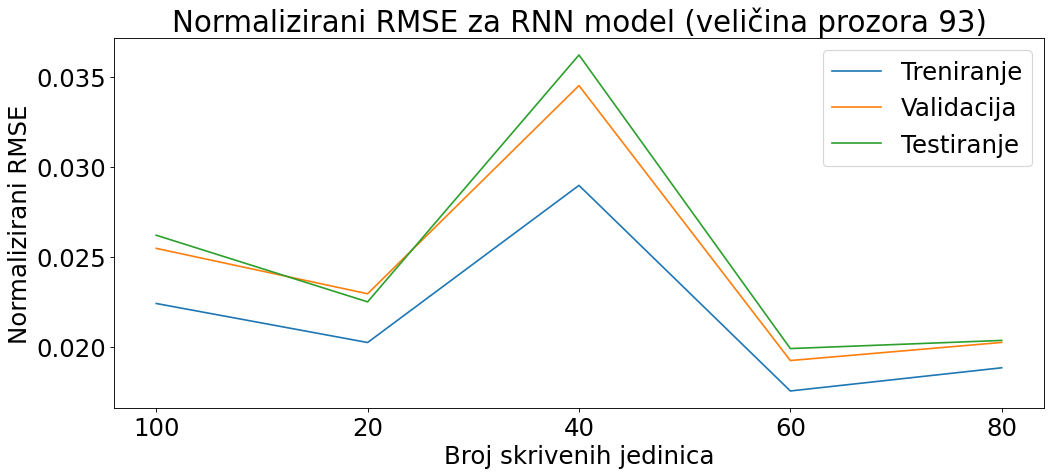 Normalizirani RMSE za RNN model (veličina prozora 93)
Normalizirani RMSE
0.035
0.030
0.025
0.020
Treniranje
Validacija
Testiranje
100 20 40 60 80
Broj skrivenih jedinica